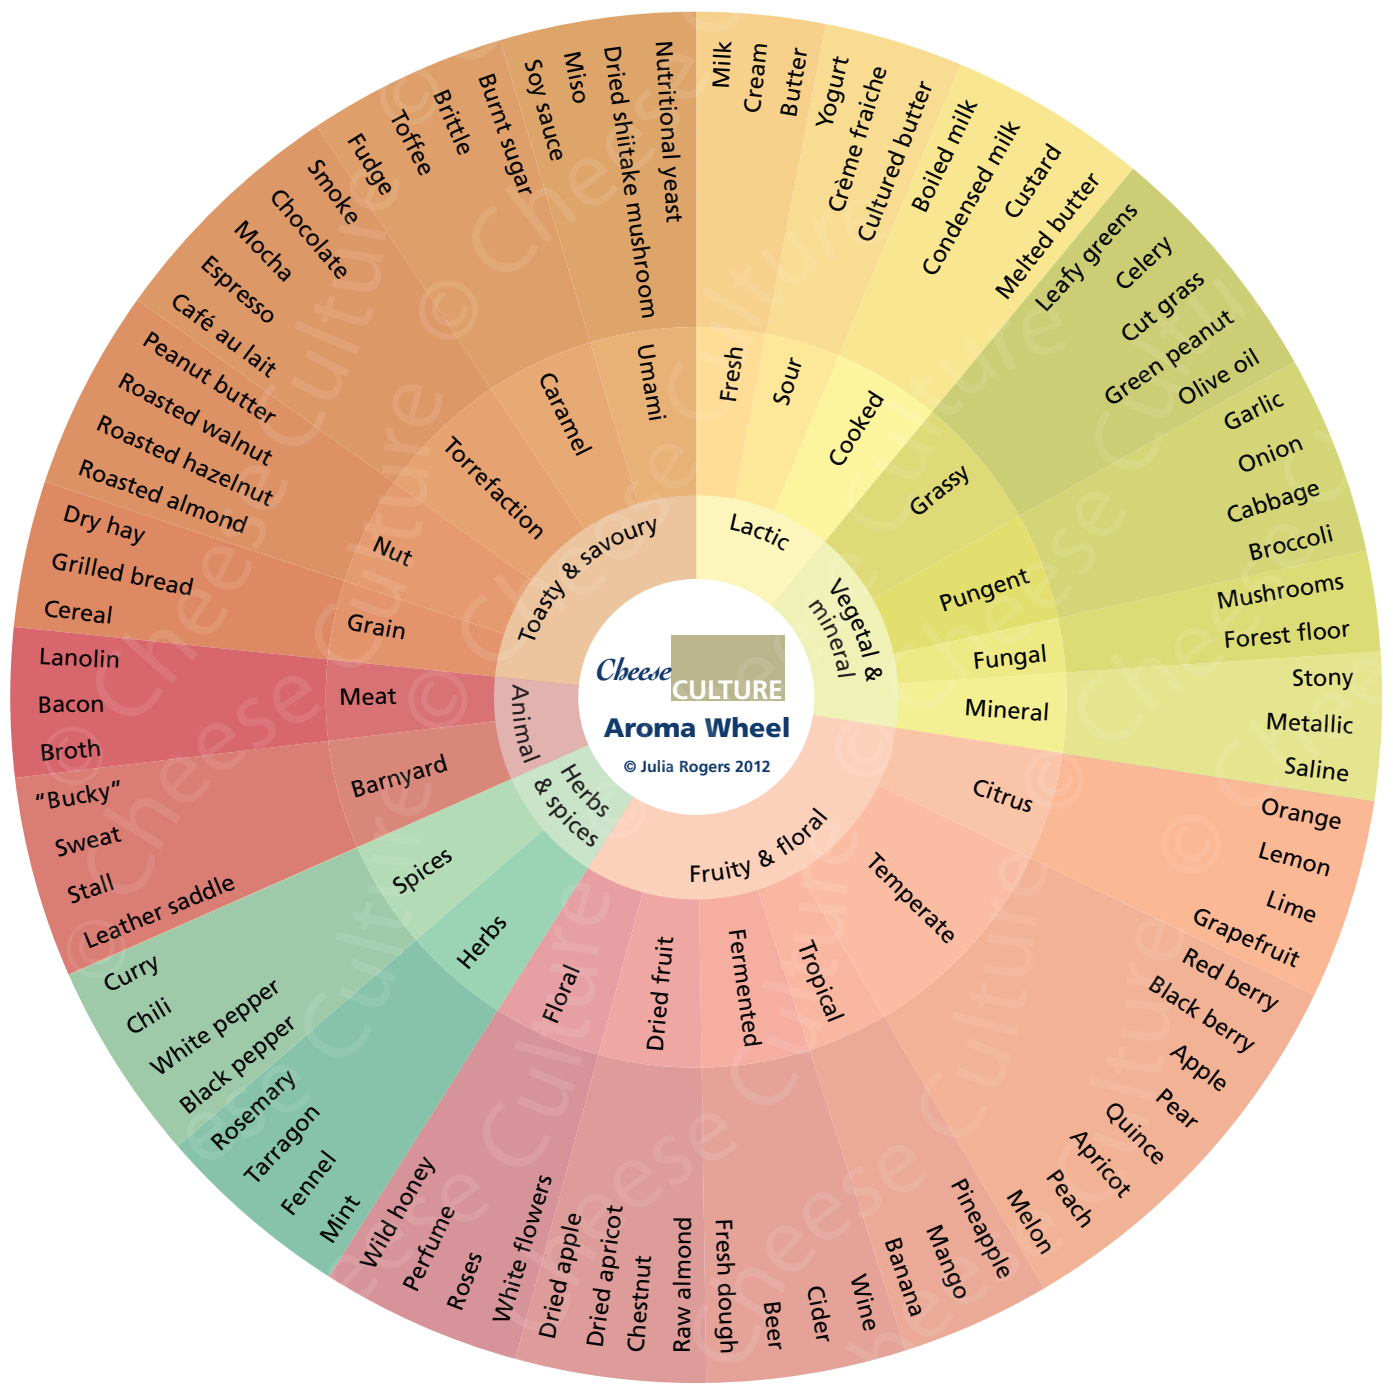 Cheese
CULTURE
Aroma Wheel
© Julia Rogers 2012
Lactic
Fresh
Milk
Cream
Butter
Sour
Yogurt
Crème fraiche
Cultured butter
Cooked
Boiled milk
Condensed milk
Custard
Melted butter
Vegetal &
mineral
Grassy
Leafy greens
Celery
Cut grass
Green peanut
Olive oil
Pungent
Garlic
Onion
Cabbage
Broccoli
Fungal
Mushrooms
Forest floor
Mineral
Stony
Metallic
Saline
Fruity & floral
Citrus
Orange
Lemon
Lime
Grapefruit
Temperate
Red berry
Black berry
Apple
Pear
Quince
Apricot
Peach
Melon
Tropical
Pineapple
Mango
Banana
Fermented
Wine
Cider
Beer
Fresh dough
Dried fruit
Raw almond
Chestnut
Dried apricot
Dried apple
Floral
White flowers
Roses
Perfume
Wild honey
Herbs
& spices
Herbs
Mint
Fennel
Tarragon
Rosemary
Spices
Black pepper
White pepper
Chili
Curry
Animal
Barnyard
Leather saddle
Stall
Sweat
“Bucky”
Meat
Broth
Bacon
Lanolin
Toasty & savoury
Grain
Cereal
Grilled bread
Dry hay
Nut
Roasted almond
Roasted hazelnut
Roasted walnut
Peanut butter
Torrefaction
Café au lait
Espresso
Mocha
Chocolate
Smoke
Caramel
Fudge
Toffee
Brittle
Burnt sugar
Umami
Soy sauce
Miso
Dried shiitake mushroom
Nutritional yeast
© Cheese Culture